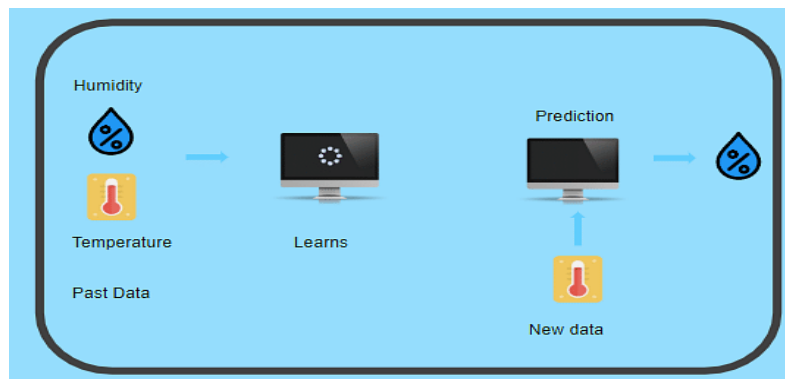 Humidity
Temperature
Past Data
Learns
Prediction
New data